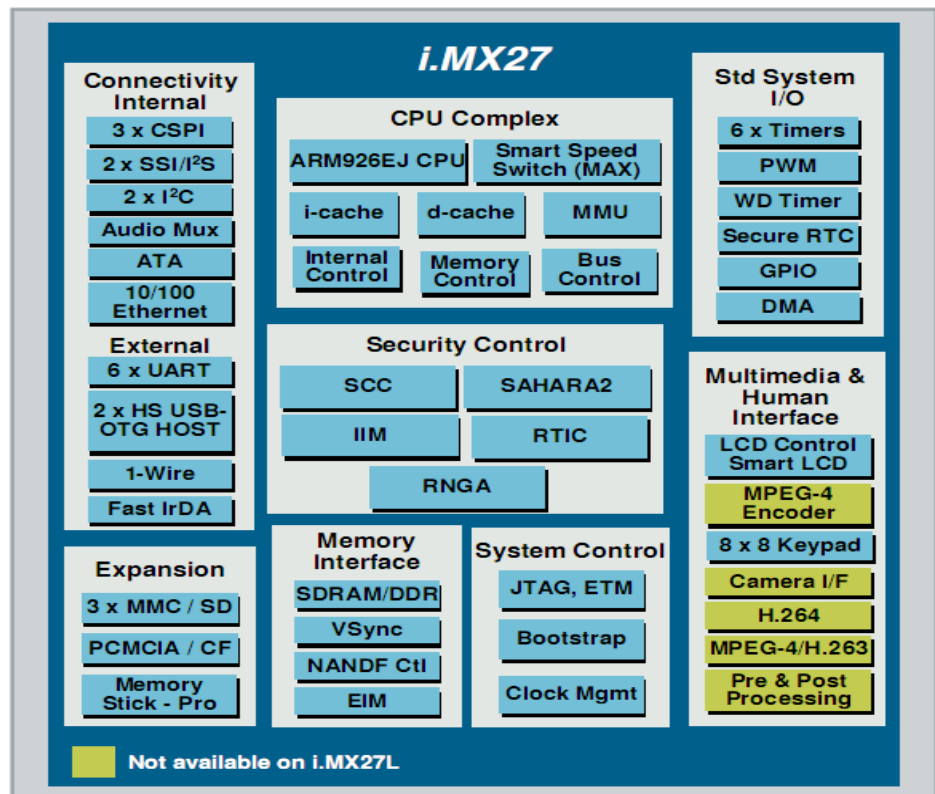 i.MX27
Connectivity
Internal
3 x CSPI
2 x SSI/I²S
2 x I²C
Audio Mux
ATA
10/100
Ethernet
External
6 x UART
2 x HS USB-
OTG HOST
1-Wire
Fast IrDA
CPU Complex
ARM926EJ CPU
Smart Speed
Switch (MAX)
i-cache
d-cache
MMU
Internal
Control
Memory
Control
Bus
Control
Std System
I/O
6 x Timers
PWM
WD Timer
Secure RTC
GPIO
DMA
Security Control
SCC
SAHARA2
IIM
RTIC
RNGA
Multimedia &
Human
Interface
LCD Control
Smart LCD
MPEG-4
Encoder
8 x 8 Keypad
Camera I/F
H.264
MPEG-4/H.263
Pre & Post
Processing
Expansion
3 x MMC / SD
PCMCIA / CF
Memory
Stick - Pro
Memory
Interface
SDRAM/DDR
VSync
NANDF Ctl
EIM
System Control
JTAG, ETM
Bootstrap
Clock Mgmt
Not available on i.MX27L